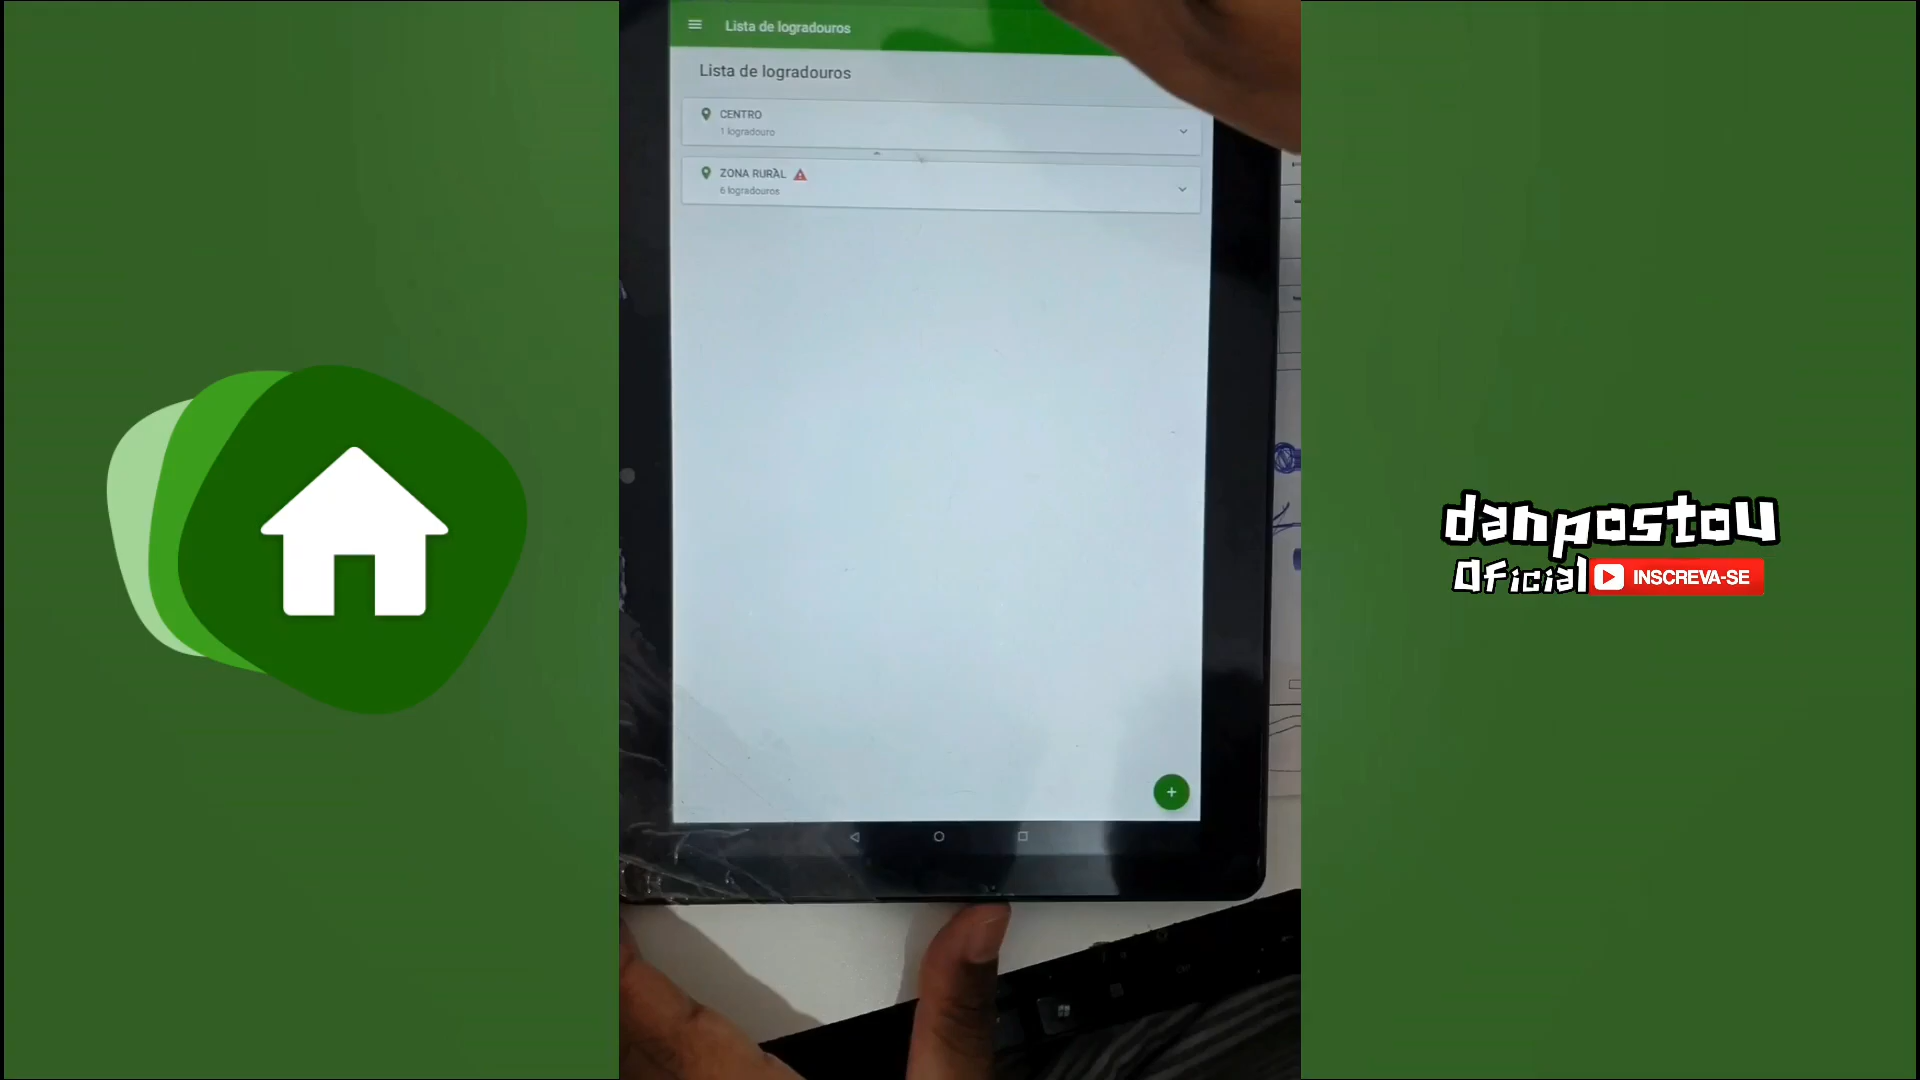 Lista de logradouros
Lista de logradouros
CENTRO
1 logradouro
ZONA RURAL
6 logradouros
+
danpostou
Oficial INSCREVA-SE